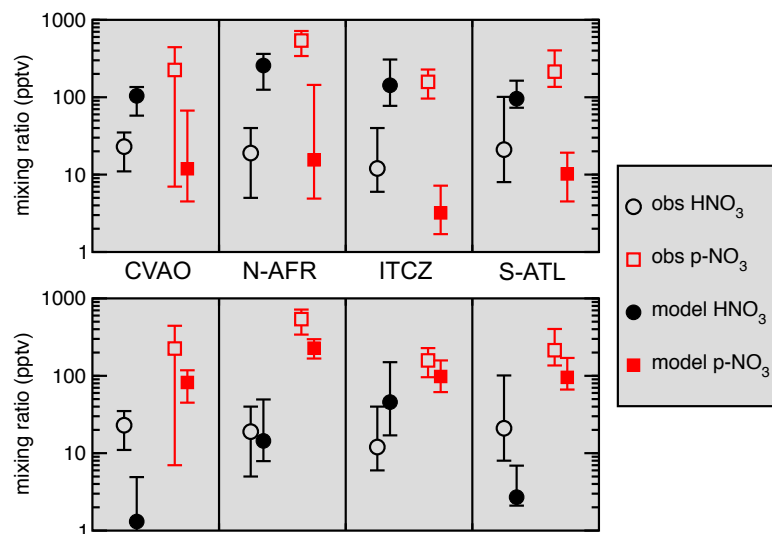 mixing ratio (pptv)
1000
100
10
1
CVAO N-AFR ITCZ S-ATL
mixing ratio (pptv)
1000
100
10
1
obs HNO₃
obs p-NO₃
model HNO₃
model p-NO₃